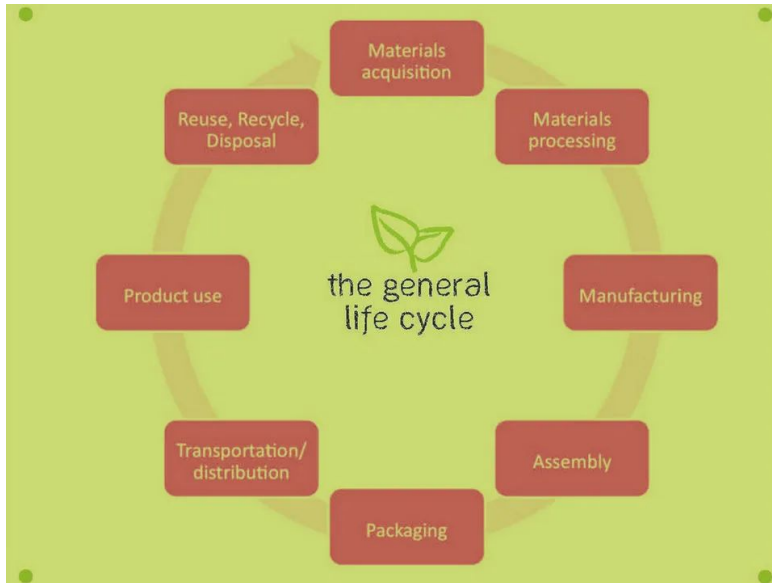 Materials
acquisition
Materials
processing
Manufacturing
Assembly
Packaging
Transportation/
distribution
Product use
Reuse, Recycle,
Disposal
the general
life cycle